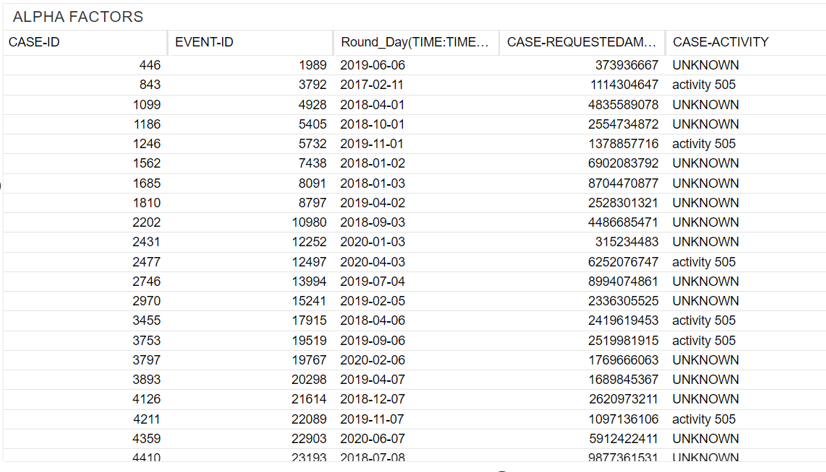 ALPHA FACTORS
CASE-ID EVENT-ID Round_Day(TIME:TIME... CASE-REQUESTEDAM... CASE-ACTIVITY
446 1989 2019-06-06 373936667 UNKNOWN
843 3792 2017-02-11 1114304647 activity 505
1099 4928 2018-04-01 4835589078 UNKNOWN
1186 5405 2018-10-01 2554734872 UNKNOWN
1246 5732 2019-11-01 1378857716 activity 505
1562 7438 2018-01-02 6902083792 UNKNOWN
1685 8091 2018-01-03 8704470877 UNKNOWN
1810 8797 2019-04-02 2528301321 UNKNOWN
2202 10980 2018-09-03 4486685471 UNKNOWN
2431 12252 2020-01-03 315234483 UNKNOWN
2477 12497 2020-04-03 6252076747 activity 505
2746 13994 2019-07-04 8994074861 UNKNOWN
2970 15241 2019-02-05 2336305525 UNKNOWN
3455 17915 2018-04-06 2419619453 activity 505
3753 19519 2019-09-06 2519981915 activity 505
3797 19767 2020-02-06 1769666063 UNKNOWN
3893 20298 2019-04-07 1689845367 UNKNOWN
4126 21614 2018-12-07 2620973211 UNKNOWN
4211 22089 2019-11-07 1097136106 activity 505
4359 22903 2020-06-07 5912422411 UNKNOWN
4410 23193 2018-07-08 9877361531 UNKNOWN